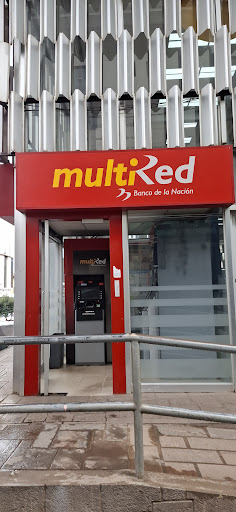 multiRed
Banco de la Nación
multiRed